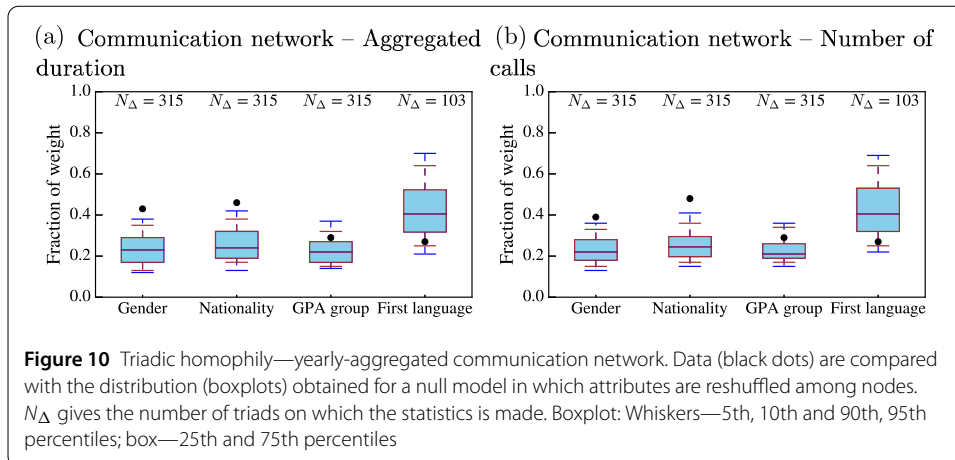 (a) Communication network – Aggregated duration
(b) Communication network – Number of calls
1.0
0.8
0.6
0.4
0.2
0.0
Fraction of weight
N_Δ = 315
N_Δ = 315
N_Δ = 315
N_Δ = 103
Gender
Nationality
GPA group
First language
1.0
0.8
0.6
0.4
0.2
0.0
Fraction of weight
N_Δ = 315
N_Δ = 315
N_Δ = 315
N_Δ = 103
Gender
Nationality
GPA group
First language
Figure 10 Triadic homophily—yearly-aggregated communication network. Data (black dots) are compared
with the distribution (boxplots) obtained for a null model in which attributes are reshuffled among nodes.
N_Δ gives the number of triads on which the statistics is made. Boxplot: Whiskers—5th, 10th and 90th, 95th
percentiles; box—25th and 75th percentiles